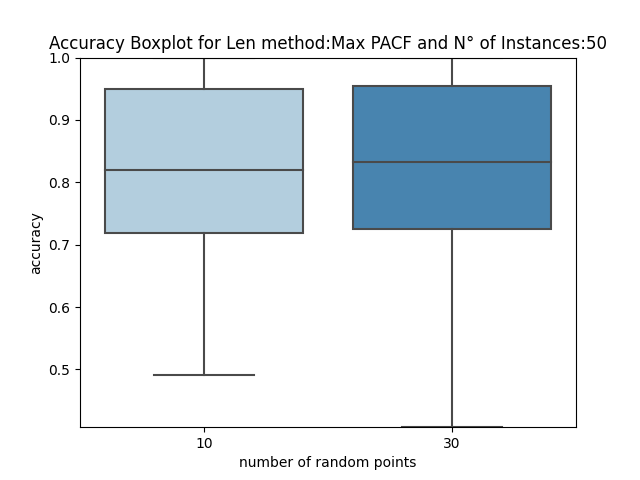 Accuracy Boxplot for Len method:Max PACF and N° of Instances:50
1.0
0.9
0.8
0.7
0.6
0.5
accuracy
10 30
number of random points